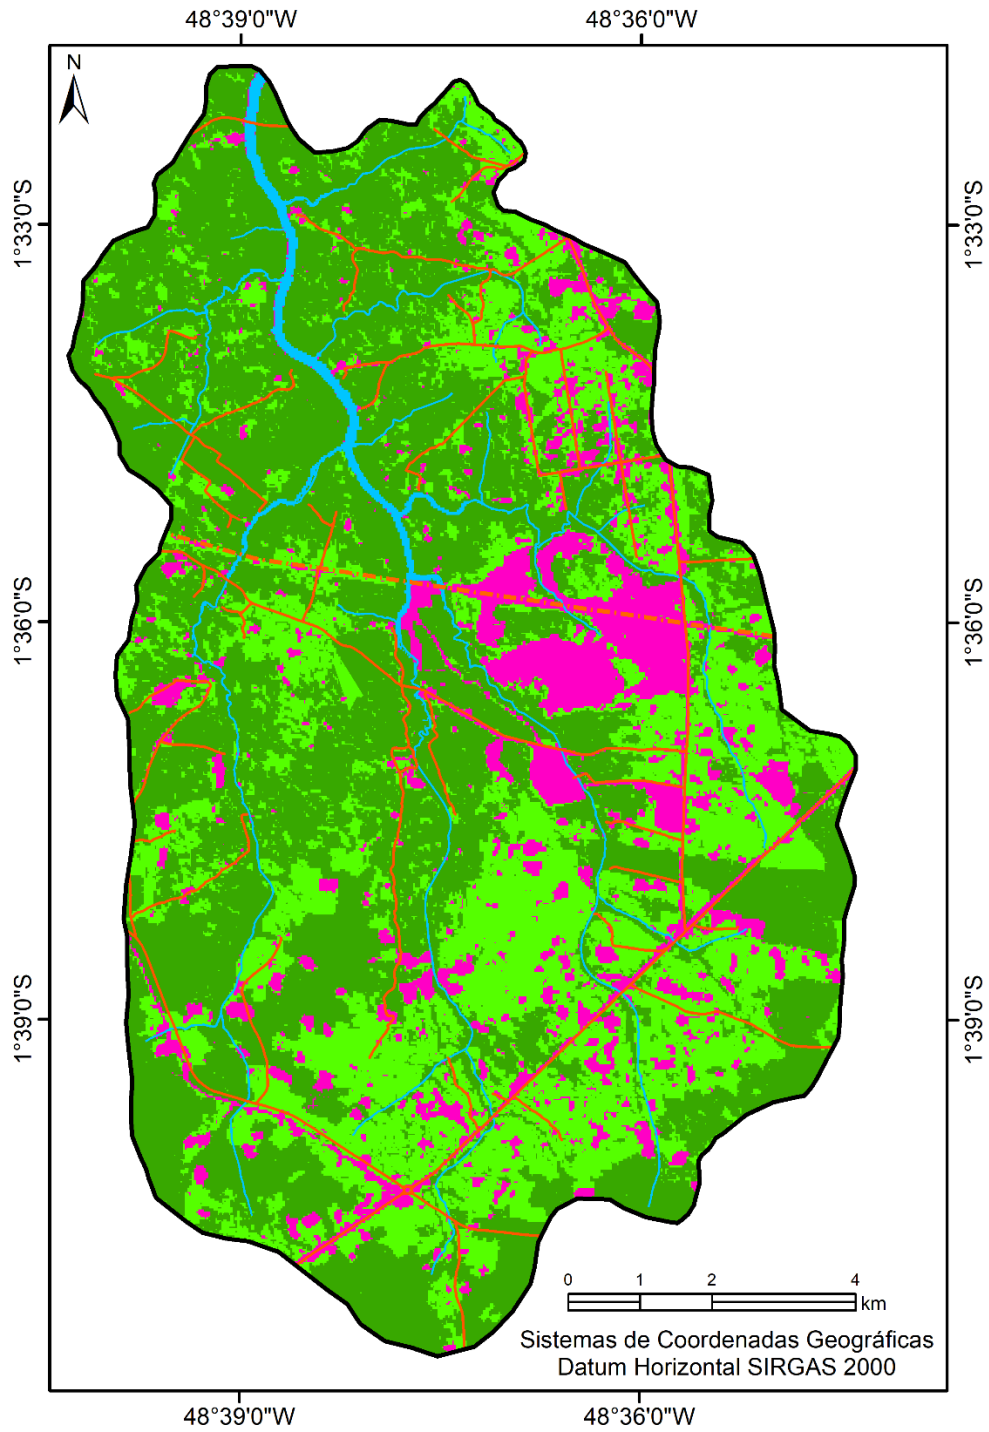 48°39'0"W 48°36'0"W
N
1°33'0"S 1°33'0"S
1°36'0"S 1°36'0"S
1°39'0"S 1°39'0"S
0 1 2 4
km
Sistemas de Coordenadas Geográficas
Datum Horizontal SIRGAS 2000
48°39'0"W 48°36'0"W